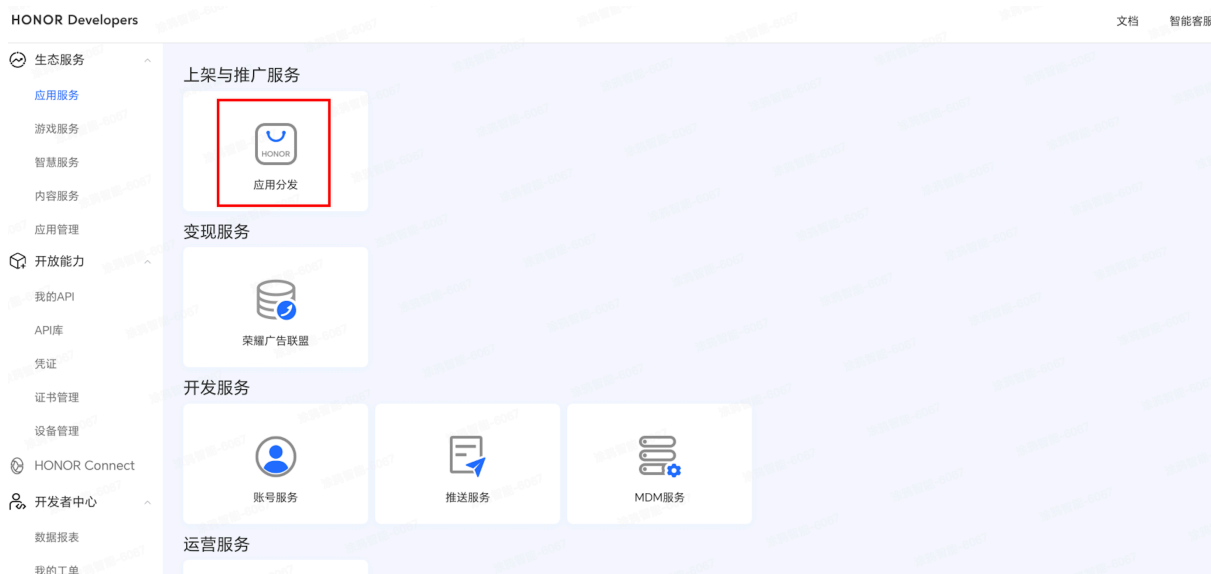 HONOR Developers
文档
智能客服
生态服务
应用服务
游戏服务
智慧服务
内容服务
应用管理
开放能力
我的API
API库
凭证
证书管理
设备管理
HONOR Connect
开发者中心
数据报表
我的工单
上架与推广服务
HONOR
应用分发
变现服务
荣耀广告联盟
开发服务
账号服务
推送服务
MDM服务
运营服务